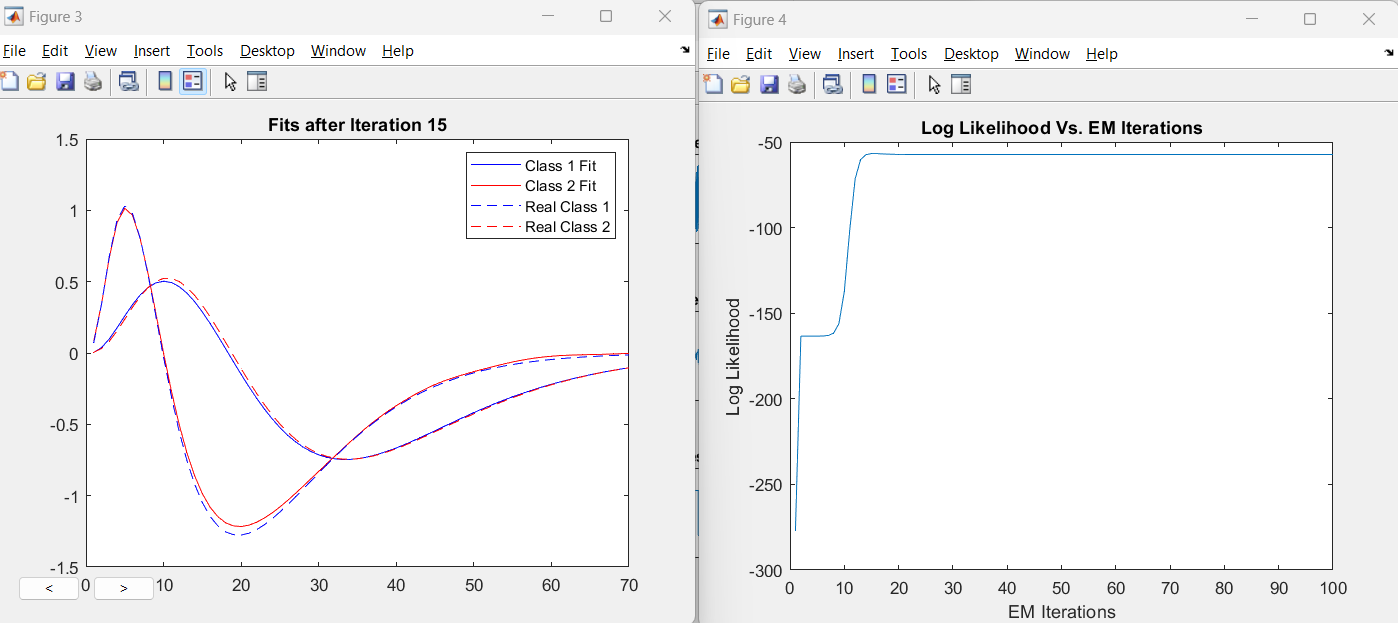 Figure 3
File Edit View Insert Tools Desktop Window Help
Fits after Iteration 15
1.5
1
0.5
0
-0.5
-1
-1.5
Class 1 Fit
Class 2 Fit
Real Class 1
Real Class 2
0 10 20 30 40 50 60 70
< >
Figure 4
File Edit View Insert Tools Desktop Window Help
Log Likelihood Vs. EM Iterations
Log Likelihood
-50
-100
-150
-200
-250
-300
0 10 20 30 40 50 60 70 80 90 100
EM Iterations